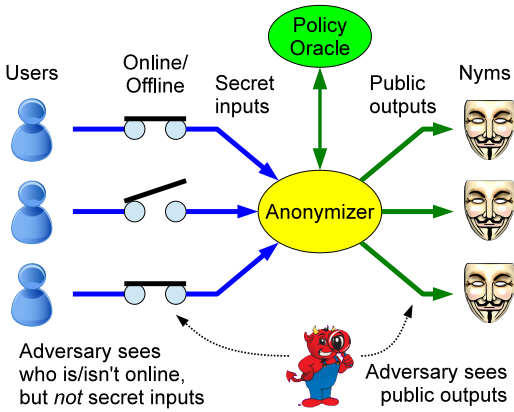 Policy
Oracle
Users
Online/
Offline
Secret
inputs
Public
outputs
Nyms
Anonymizer
Adversary sees
who is/isn't online,
but not secret inputs
Adversary sees
public outputs